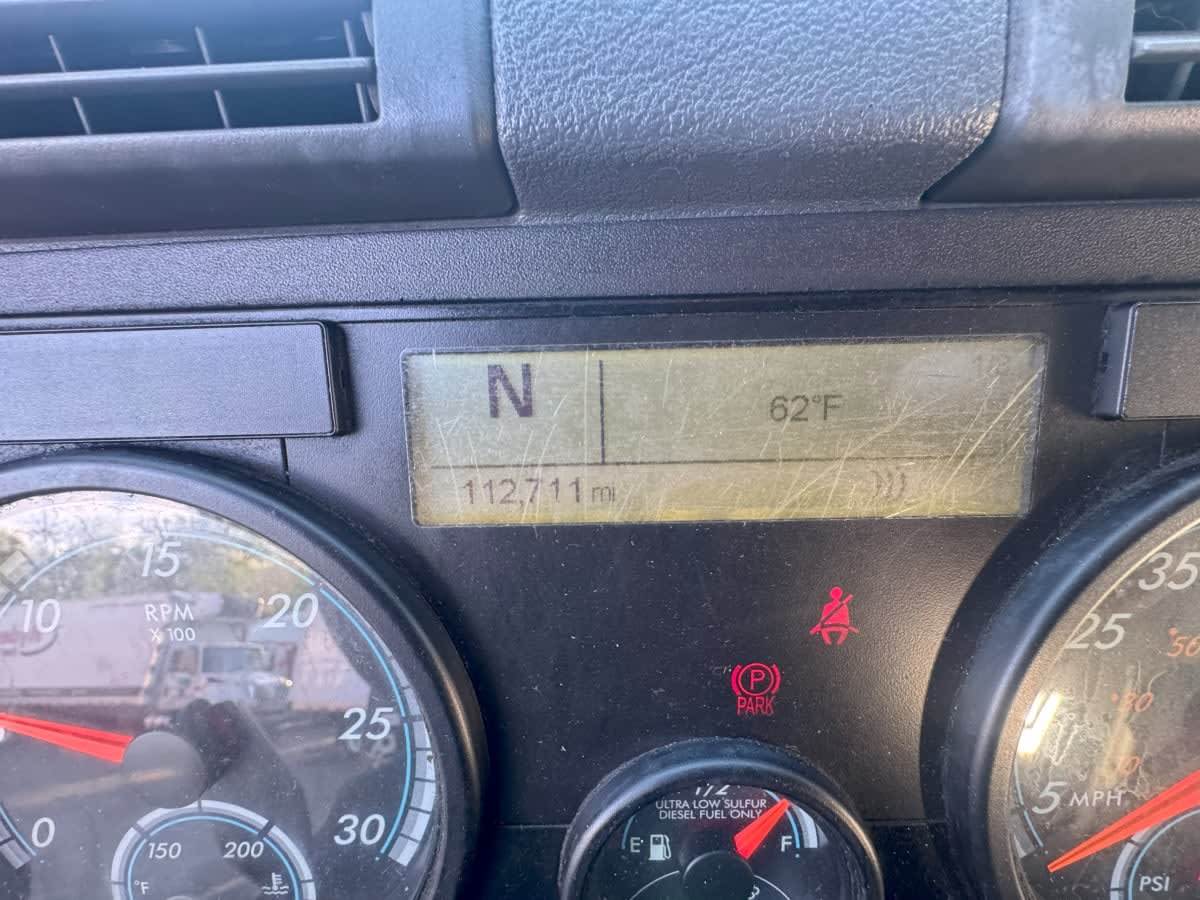 N
62°F
112,711 mi
15
10
20
RPM
X 100
25
0
30
150
200
°F
P
PARK
1/2
ULTRA LOW SULFUR
DIESEL FUEL ONLY
E
F
35
25
5 MPH
PSI